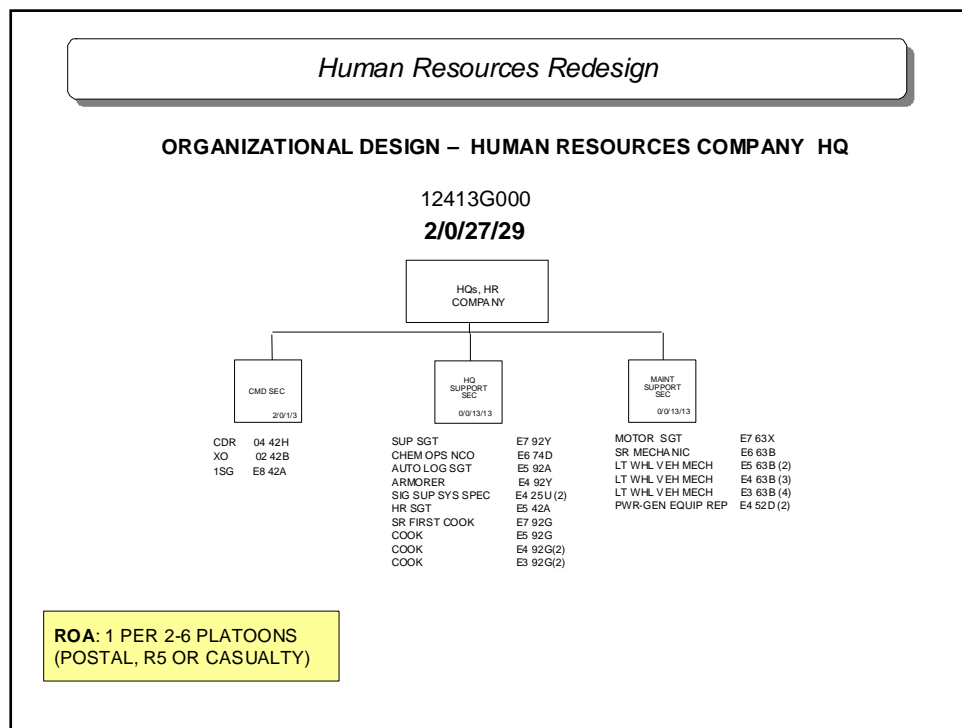 Human Resources Redesign
ORGANIZATIONAL DESIGN – HUMAN RESOURCES COMPANY HQ
12413G000
2/0/27/29
HQs, HR
COMPANY
CMD SEC
2/0/1/3
HQ
SUPPORT
SEC
0/0/13/13
MAINT
SUPPORT
SEC
0/0/13/13
CDR 04 42H
XO 02 42B
1SG E8 42A
SUP SGT E7 92Y
CHEM OPS NCO E6 74D
AUTO LOG SGT E5 92A
ARMORER E4 92Y
SIG SUP SYS SPEC E4 25U (2)
HR SGT E5 42A
SR FIRST COOK E7 92G
COOK E5 92G
COOK E4 92G(2)
COOK E3 92G(2)
MOTOR SGT E7 63X
SR MECHANIC E6 63B
LT WHL VEH MECH E5 63B (2)
LT WHL VEH MECH E4 63B (3)
LT WHL VEH MECH E3 63B (4)
PWR-GEN EQUIP REP E4 52D (2)
ROA: 1 PER 2-6 PLATOONS
(POSTAL, R5 OR CASUALTY)